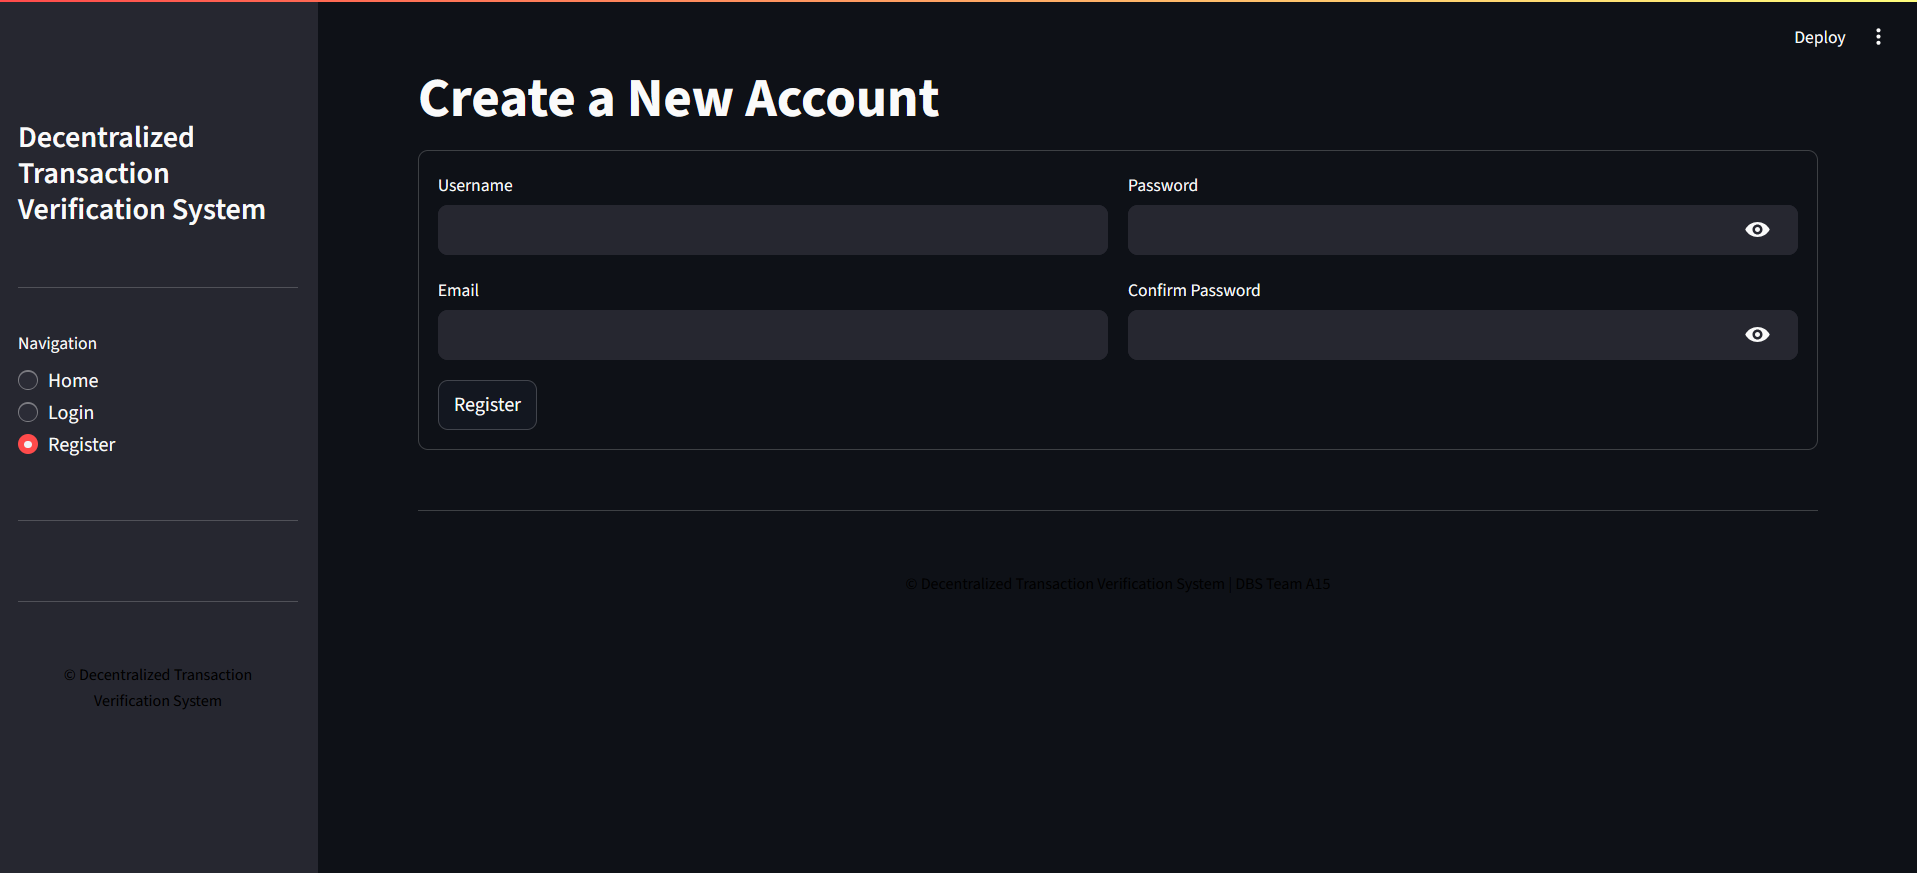 Deploy
Decentralized
Transaction
Verification System
Navigation
Home
Login
Register
© Decentralized Transaction
Verification System
Create a New Account
Username
Password
Email
Confirm Password
Register
© Decentralized Transaction Verification System | DBS Team A15